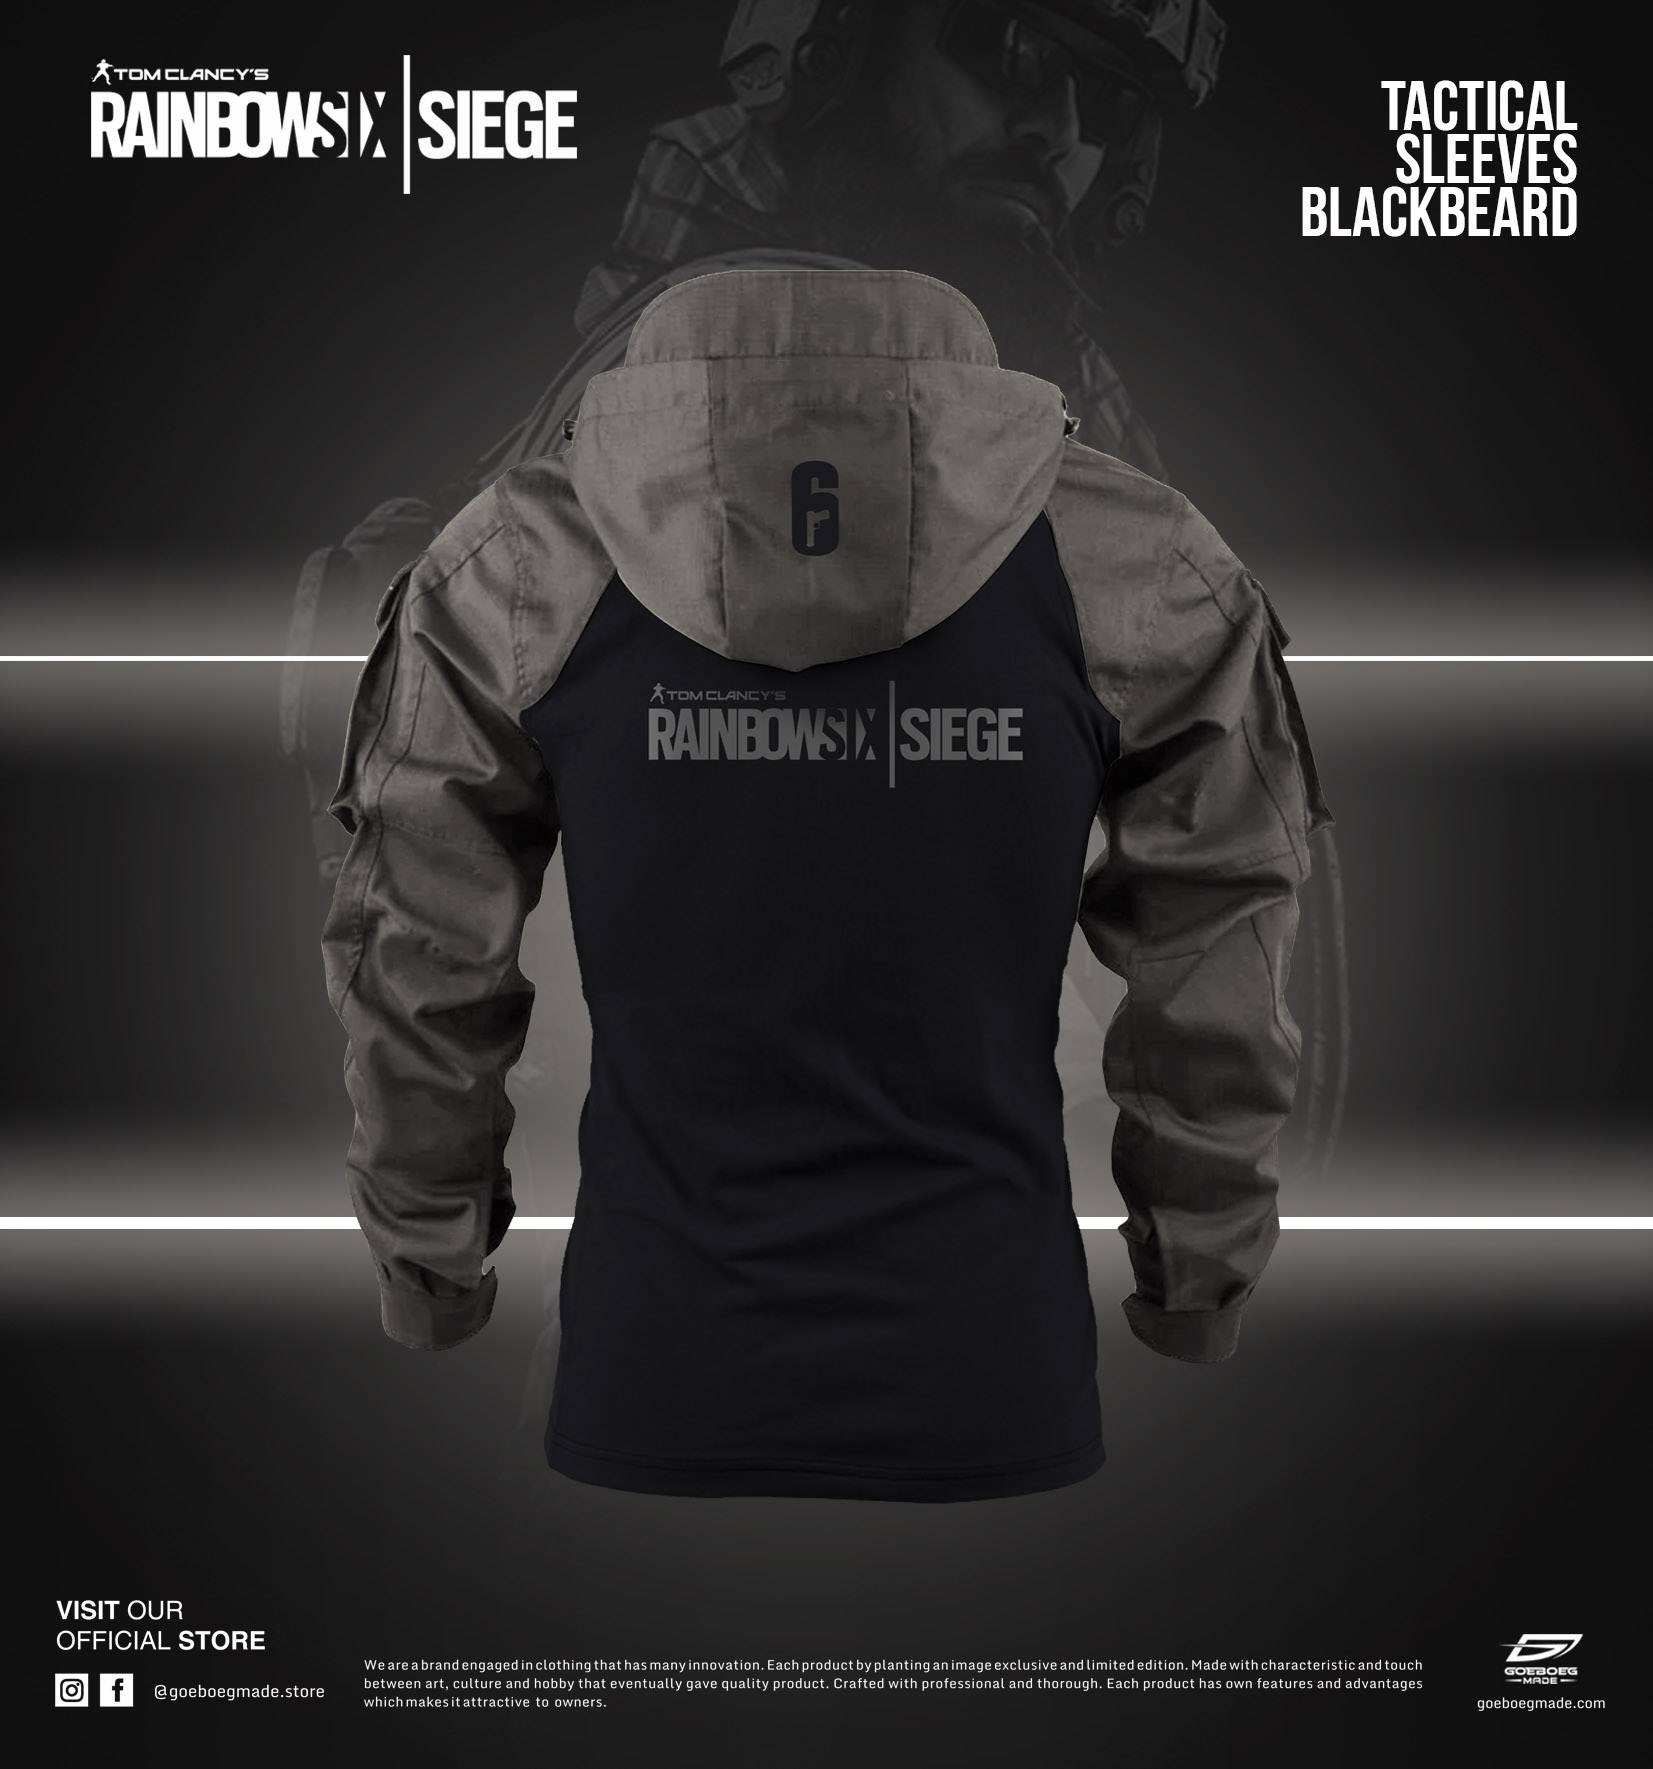 TOM CLANCY'S
RAINBOWSIX | SIEGE
TACTICAL
SLEEVES
BLACKBEARD
6
TOM CLANCY'S
RAINBOWSIX | SIEGE
VISIT OUR
OFFICIAL STORE
@goeboegmade.store
We are a brand engaged in clothing that has many innovation. Each product by planting an image exclusive and limited edition. Made with characteristic and touch
between art, culture and hobby that eventually gave quality product. Crafted with professional and thorough. Each product has own features and advantages
which makes it attractive to owners.
GOEBOEG
MADE
goeboegmade.com